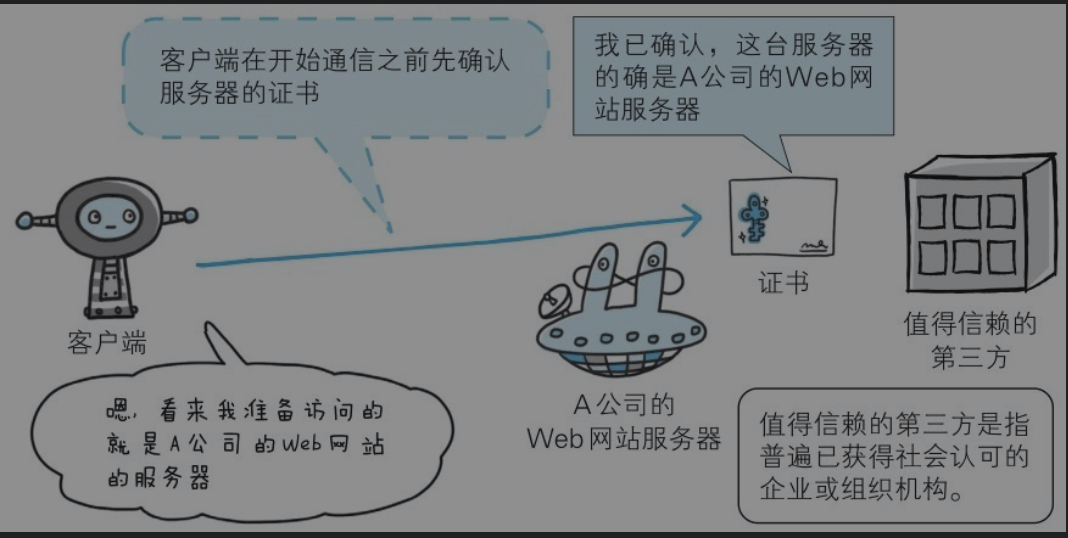 客户端在开始通信之前先确认
服务器的证书
我已确认，这台服务器
的确是A公司的Web网
站服务器
客户端
证书
值得信赖的
第三方
嗯，看来我准备访问的
就是A公司的Web网站
的服务器
A公司的
Web网站服务器
值得信赖的第三方是指
普遍已获得社会认可的
企业或组织机构。